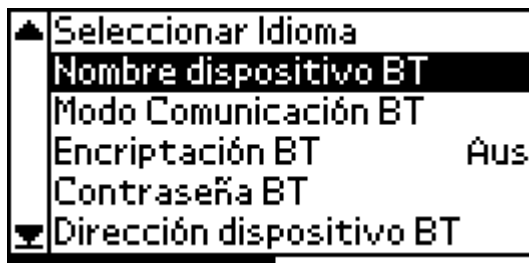 Seleccionar Idioma
Nombre dispositivo BT
Modo Comunicación BT
Encriptación BT Aus
Contraseña BT
Dirección dispositivo BT